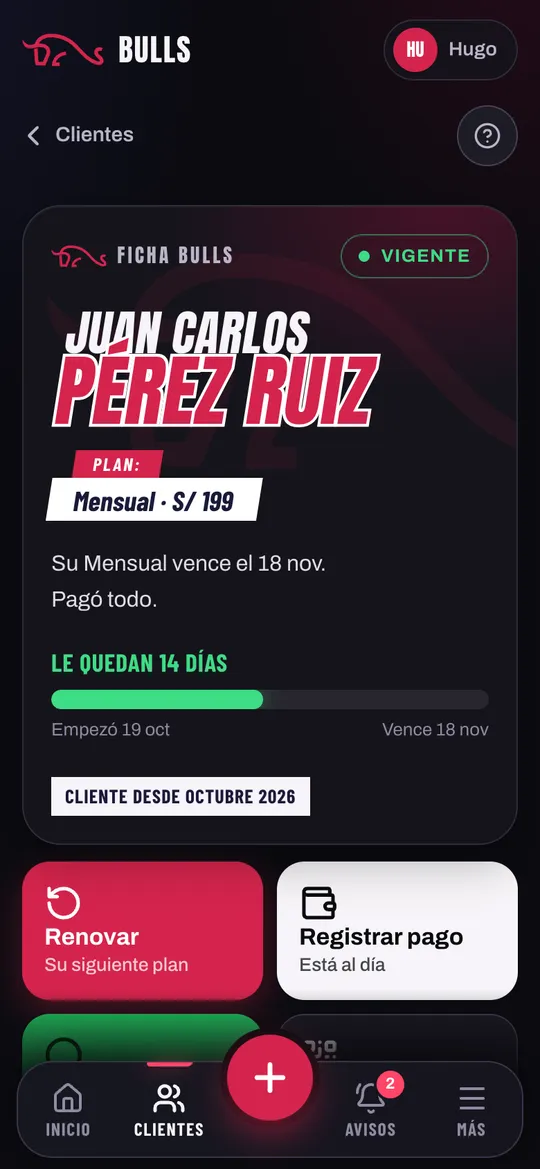 BULLS
HU Hugo
Clientes
FICHA BULLS
VIGENTE
JUAN CARLOS
PÉREZ RUIZ
PLAN:
Mensual · S/ 199
Su Mensual vence el 18 nov.
Pagó todo.
LE QUEDAN 14 DÍAS
Empezó 19 oct
Vence 18 nov
CLIENTE DESDE OCTUBRE 2026
Renovar
Su siguiente plan
Registrar pago
Está al día
2
INICIO
CLIENTES
AVISOS
MÁS